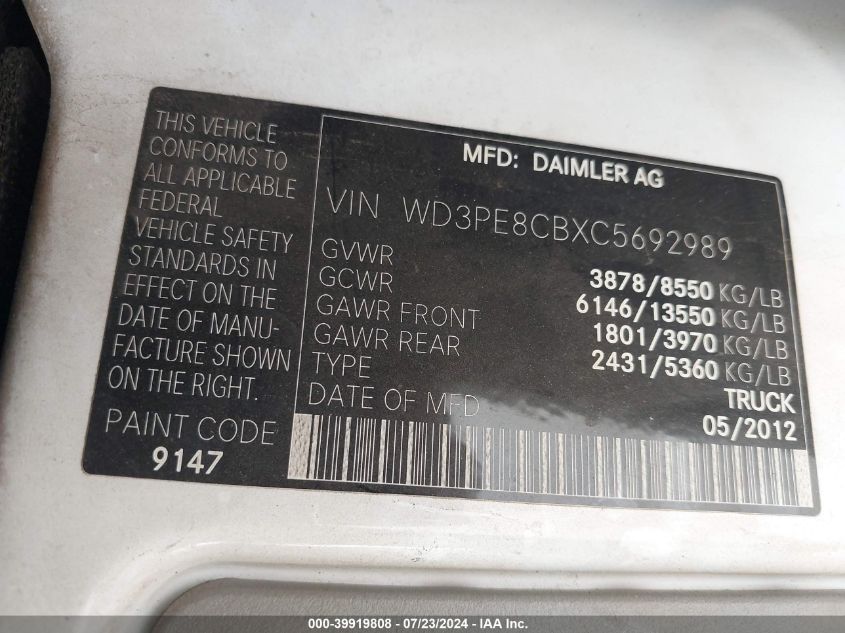 THIS VEHICLE
CONFORMS TO
ALL APPLICABLE
FEDERAL
VEHICLE SAFETY
STANDARDS IN
EFFECT ON THE
DATE OF MANU-
FACTURE SHOWN
ON THE RIGHT.
PAINT CODE
9147
MFD: DAIMLER AG
VIN WD3PE8CBXC5692989
GVWR 3878/8550 KG/LB
GCWR 6146/13550 KG/LB
GAWR FRONT 1801/3970 KG/LB
GAWR REAR 2431/5360 KG/LB
TYPE TRUCK
DATE OF MFD 05/2012
000-39919808 - 07/23/2024 - IAA Inc.